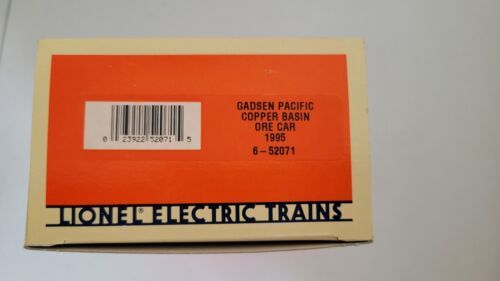 GADSEN PACIFIC
COPPER BASIN
ORE CAR
1995
6-52071
0 23922 52071 5
LIONEL® ELECTRIC TRAINS